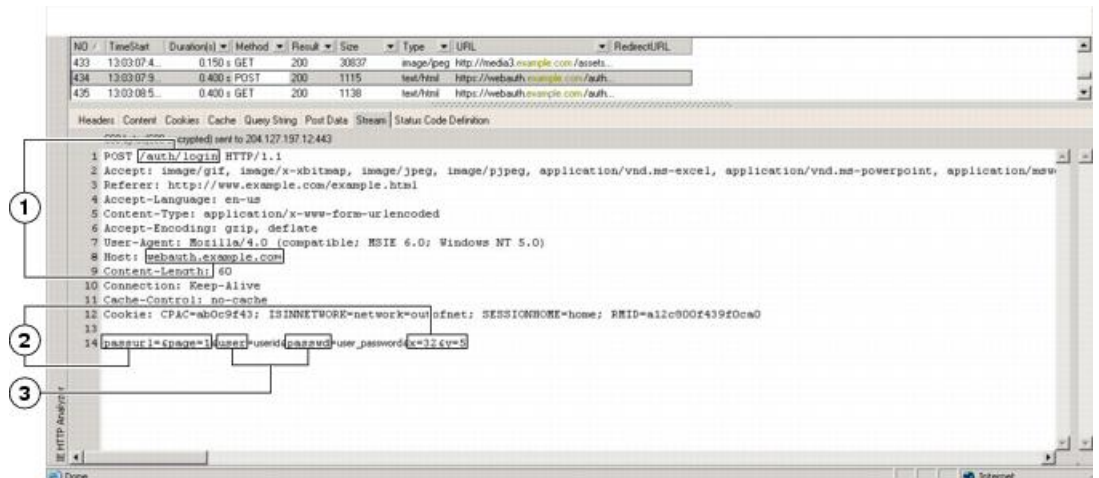 NO / TimeStart Duration(s) Method Result Size Type URL RedirectURL
433 13:03:07:4... 0.150 s GET 200 30837 image/jpeg http://media3.example.com/assets...
434 13:03:07:9... 0.400 s POST 200 1115 text/html https://webauth.example.com/auth...
435 13:03:08:5... 0.400 s GET 200 1138 text/html https://webauth.example.com/auth...
Headers Content Cookies Cache Query String Post Data Stream Status Code Definition
sent to 204.127.197.12:443
1 POST /auth/login HTTP/1.1
2 Accept: image/gif, image/x-xbitmap, image/jpeg, image/pjpeg, application/vnd.ms-excel, application/vnd.ms-powerpoint, application/msw
3 Referer: http://www.example.com/example.html
4 Accept-Language: en-us
5 Content-Type: application/x-www-form-urlencoded
6 Accept-Encoding: gzip, deflate
7 User-Agent: Mozilla/4.0 (compatible; MSIE 6.0; Windows NT 5.0)
8 Host: webauth.example.com
9 Content-Length: 60
10 Connection: Keep-Alive
11 Cache-Control: no-cache
12 Cookie: CPAC=ab0c9f43; ISINNETWORK=network=outofnet; SESSIONHOME=home; RMID=a12c800f439f0ca0
13
14 passurl=&page=1&user=userid&passwd=user_password&x=32&y=5
1
2
3
IE HTTP Analyzer
Done Internet